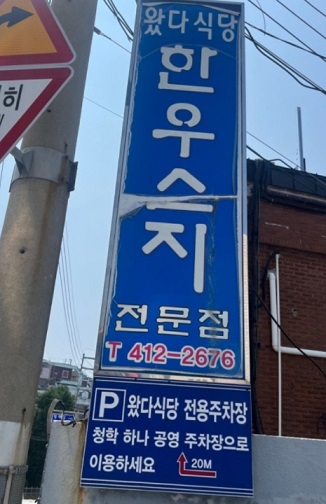 히
왔다식당
한우스지
전문점
T 412-2676
P 왔다식당 전용주차장
청학 하나 공영 주차장으로
이용하세요 20M